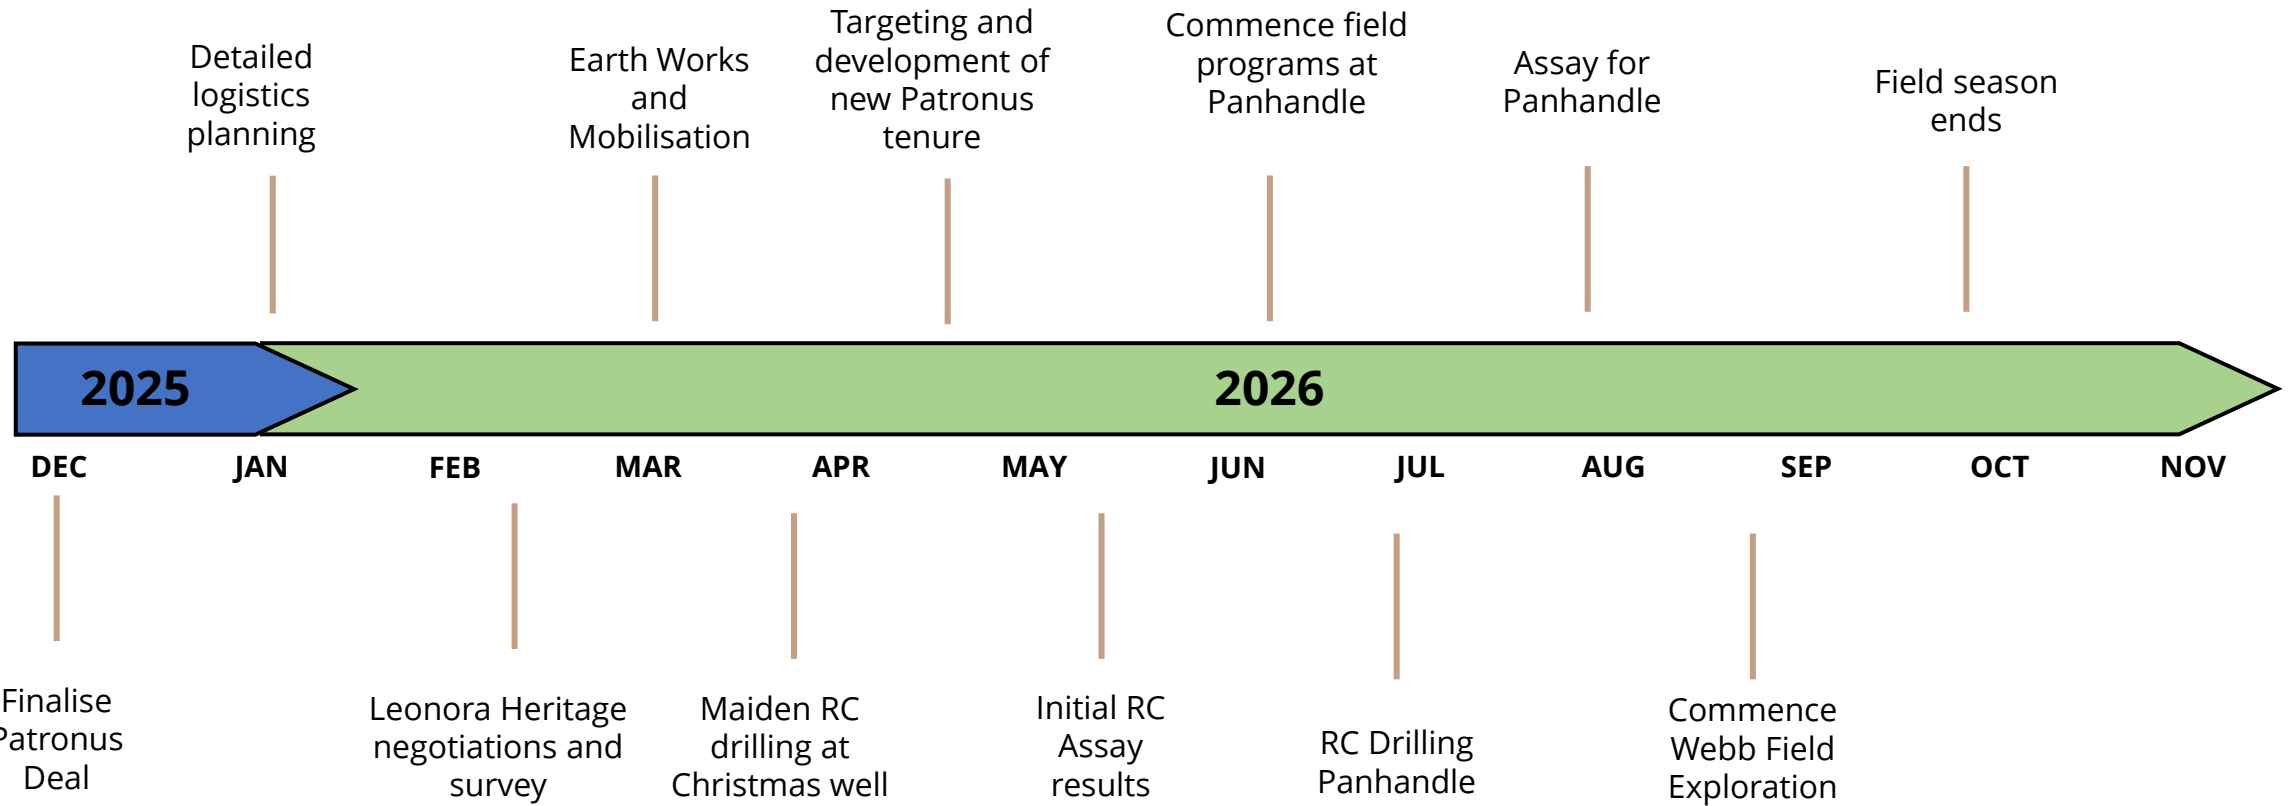 Detailed
logistics
planning
Earth Works
and
Mobilisation
Targeting and
development of
new Patronus
tenure
Commence field
programs at
Panhandle
Assay for
Panhandle
Field season
ends
2025
2026
DEC
JAN
FEB
MAR
APR
MAY
JUN
JUL
AUG
SEP
OCT
NOV
Finalise
Patronus
Deal
Leonora Heritage
negotiations and
survey
Maiden RC
drilling at
Christmas well
Initial RC
Assay
results
RC Drilling
Panhandle
Commence
Webb Field
Exploration